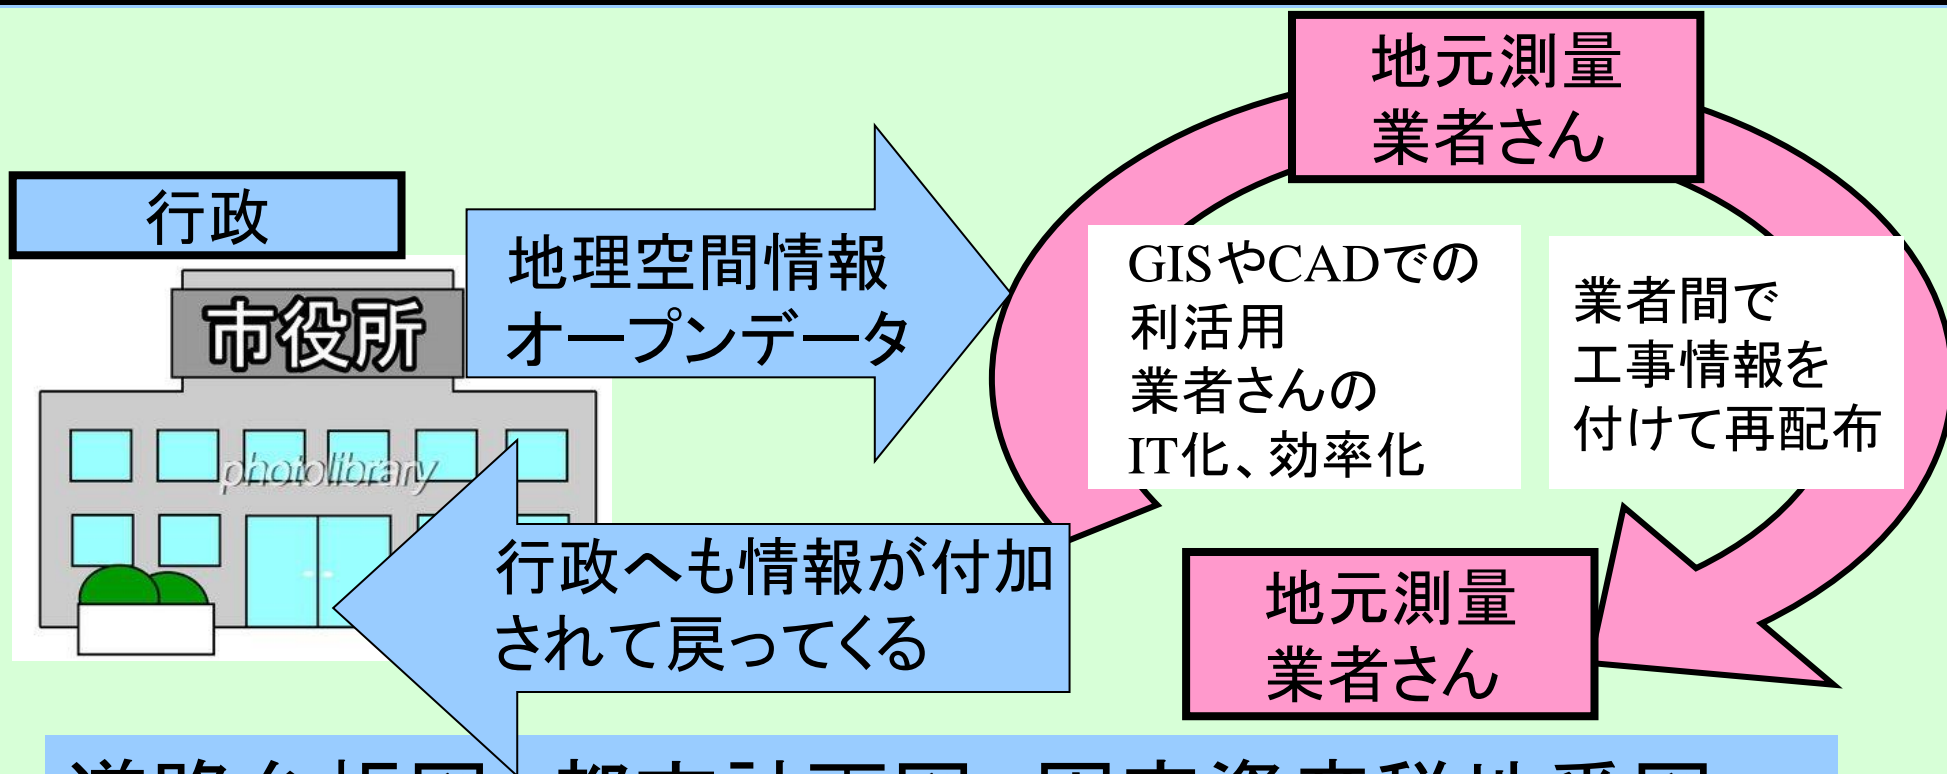 地元測量
業者さん
行政
市役所
photolibrary
地理空間情報
オープンデータ
GISやCADでの
利活用
業者さんの
IT化、効率化
業者間で
工事情報を
付けて再配布
行政へも情報が付加
されて戻ってくる
地元測量
業者さん